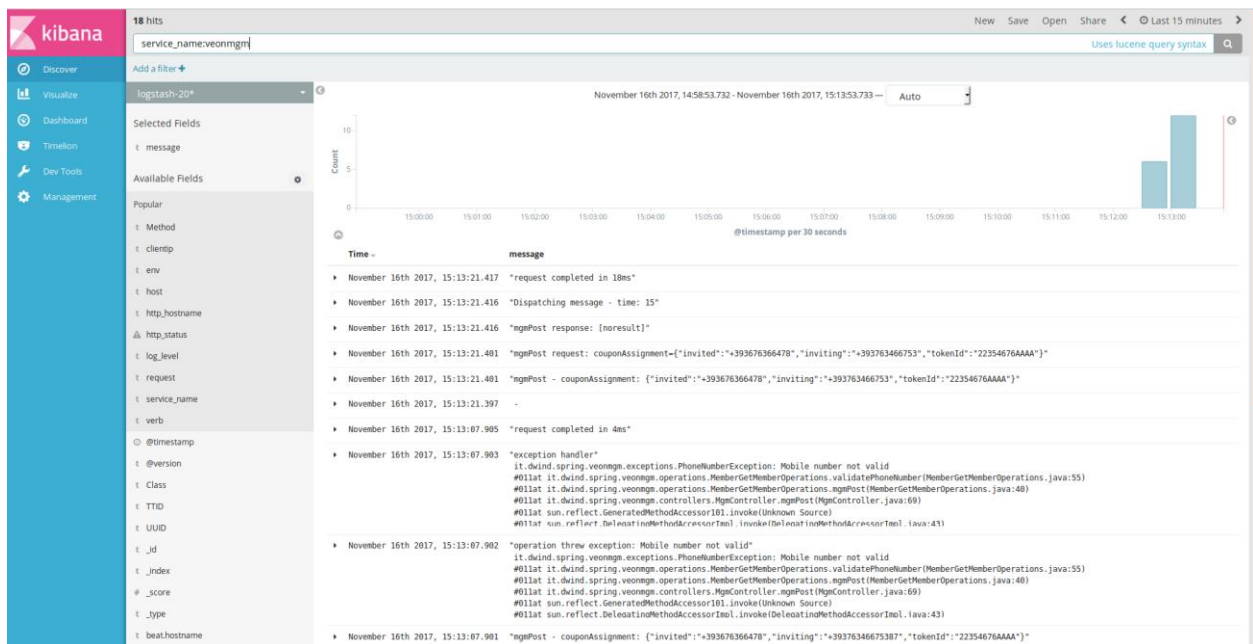 18 hits
New Save Open Share Last 15 minutes
kibana
service_name:veonmgm
Uses lucene query syntax
Discover
Visualize
Dashboard
Timelion
Dev Tools
Management
Add a filter +
logstash-20*
Selected Fields
t message
Available Fields
Popular
t Method
t clientip
t env
t host
t http_hostname
http_status
t log_level
t request
t service_name
t verb
@timestamp
t @version
t Class
t TTID
t UUID
t _id
t _index
# _score
t _type
t beat.hostname
November 16th 2017, 14:58:53.732 - November 16th 2017, 15:13:53.733 — Auto
Count
10
5
0
15:00:00 15:01:00 15:02:00 15:03:00 15:04:00 15:05:00 15:06:00 15:07:00 15:08:00 15:09:00 15:10:00 15:11:00 15:12:00 15:13:00
@timestamp per 30 seconds
Time message
November 16th 2017, 15:13:21.417 "request completed in 18ms"
November 16th 2017, 15:13:21.416 "Dispatching message - time: 15"
November 16th 2017, 15:13:21.416 "mgmPost response: [noresult]"
November 16th 2017, 15:13:21.401 "mgmPost request: couponAssignment={"invited":"+393676366478","inviting":"+393763466753","tokenId":"22354676AAAA"}"
November 16th 2017, 15:13:21.401 "mgmPost - couponAssignment: {"invited":"+393676366478","inviting":"+393763466753","tokenId":"22354676AAAA"}"
November 16th 2017, 15:13:21.397 -
November 16th 2017, 15:13:07.905 "request completed in 4ms"
November 16th 2017, 15:13:07.903 "exception handler"
it.dwind.spring.veonmgm.exceptions.PhoneNumberException: Mobile number not valid
#011at it.dwind.spring.veonmgm.operations.MemberGetMemberOperations.validatePhoneNumber(MemberGetMemberOperations.java:55)
#011at it.dwind.spring.veonmgm.operations.MemberGetMemberOperations.mgmPost(MemberGetMemberOperations.java:40)
#011at it.dwind.spring.veonmgm.controllers.MgmController.mgmPost(MgmController.java:69)
#011at sun.reflect.GeneratedMethodAccessor101.invoke(Unknown Source)
#011at sun.reflect.DelegatingMethodAccessorImpl.invoke(DelegatingMethodAccessorImpl.java:43)
November 16th 2017, 15:13:07.902 "operation threw exception: Mobile number not valid"
it.dwind.spring.veonmgm.exceptions.PhoneNumberException: Mobile number not valid
#011at it.dwind.spring.veonmgm.operations.MemberGetMemberOperations.validatePhoneNumber(MemberGetMemberOperations.java:55)
#011at it.dwind.spring.veonmgm.operations.MemberGetMemberOperations.mgmPost(MemberGetMemberOperations.java:40)
#011at it.dwind.spring.veonmgm.controllers.MgmController.mgmPost(MgmController.java:69)
#011at sun.reflect.GeneratedMethodAccessor101.invoke(Unknown Source)
#011at sun.reflect.DelegatingMethodAccessorImpl.invoke(DelegatingMethodAccessorImpl.java:43)
November 16th 2017, 15:13:07.901 "mgmPost - couponAssignment: {"invited":"+393676366478","inviting":"+39376346675387","tokenId":"22354676AAAA"}"